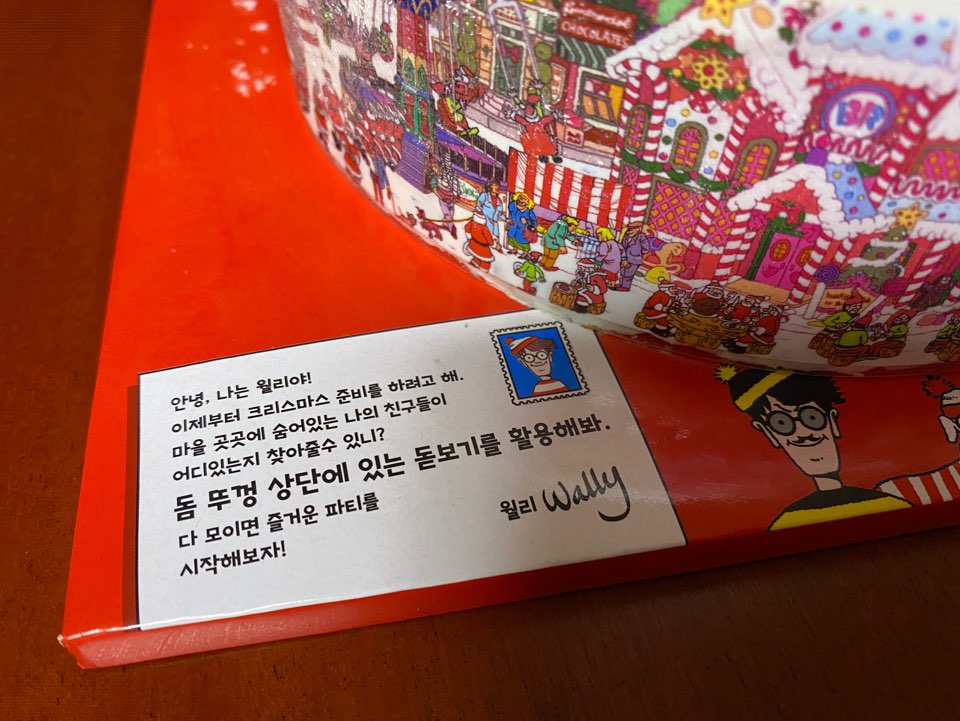 CHOCOLATES
BR
안녕, 나는 월리야!
이제부터 크리스마스 준비를 하려고 해.
마을 곳곳에 숨어있는 나의 친구들이
어디있는지 찾아줄수 있니?
돔 뚜껑 상단에 있는 돋보기를 활용해봐.
다 모이면 즐거운 파티를
시작해보자!
월리 Wally